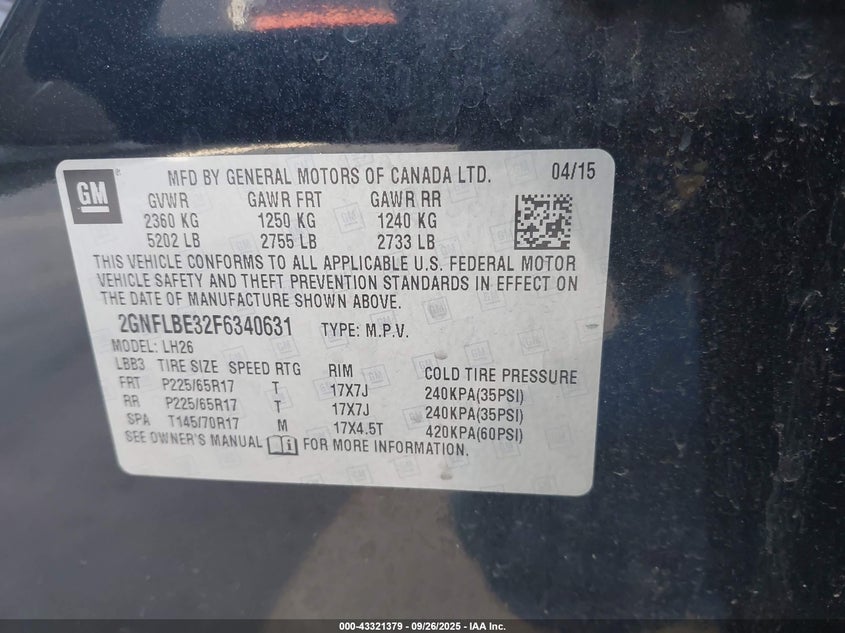 GM
MFD BY GENERAL MOTORS OF CANADA LTD. 04/15
GVWR GAWR FRT GAWR RR
2360 KG 1250 KG 1240 KG
5202 LB 2755 LB 2733 LB
THIS VEHICLE CONFORMS TO ALL APPLICABLE U.S. FEDERAL MOTOR
VEHICLE SAFETY AND THEFT PREVENTION STANDARDS IN EFFECT ON
THE DATE OF MANUFACTURE SHOWN ABOVE.
2GNFLBE32F6340631 TYPE: M.P.V.
MODEL: LH26
LBB3 TIRE SIZE SPEED RTG RIM COLD TIRE PRESSURE
FRT P225/65R17 T 17X7J 240KPA(35PSI)
RR P225/65R17 T 17X7J 240KPA(35PSI)
SPA T145/70R17 M 17X4.5T 420KPA(60PSI)
SEE OWNER'S MANUAL FOR MORE INFORMATION.
000-43321379 - 09/26/2025 - IAA Inc.